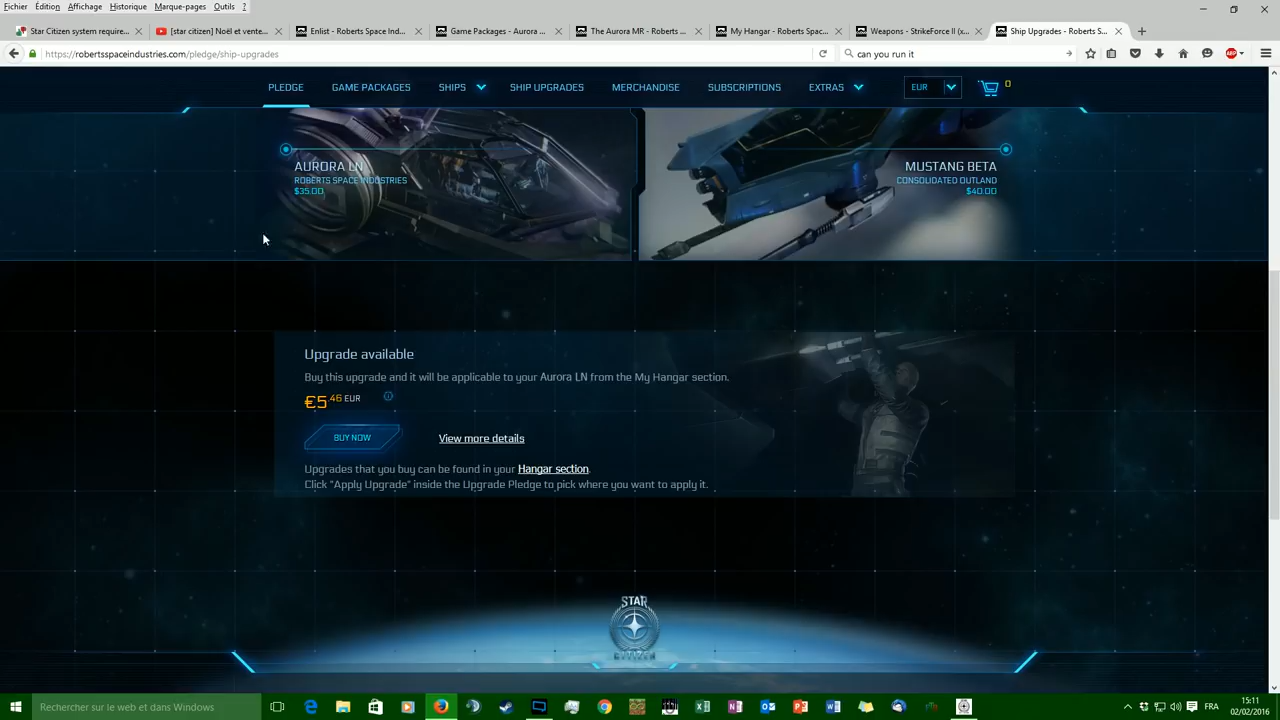 Fichier Édition Affichage Historique Marque-pages Outils ?
Star Citizen system require...
[star citizen] Noël et vente...
Enlist - Roberts Space Ind...
Game Packages - Aurora ...
The Aurora MR - Roberts ...
My Hangar - Roberts Spac...
Weapons - StrikeForce II (x...
Ship Upgrades - Roberts S...
https://robertsspaceindustries.com/pledge/ship-upgrades
can you run it
ABP
PLEDGE GAME PACKAGES SHIPS SHIP UPGRADES MERCHANDISE SUBSCRIPTIONS EXTRAS EUR 0
AURORA LN
ROBERTS SPACE INDUSTRIES
$35.00
MUSTANG BETA
CONSOLIDATED OUTLAND
$40.00
Upgrade available
Buy this upgrade and it will be applicable to your Aurora LN from the My Hangar section.
€5.46 EUR
BUY NOW View more details
Upgrades that you buy can be found in your Hangar section.
Click "Apply Upgrade" inside the Upgrade Pledge to pick where you want to apply it.
STAR
CITIZEN
Rechercher sur le web et dans Windows
FR
15:11
02/02/2016